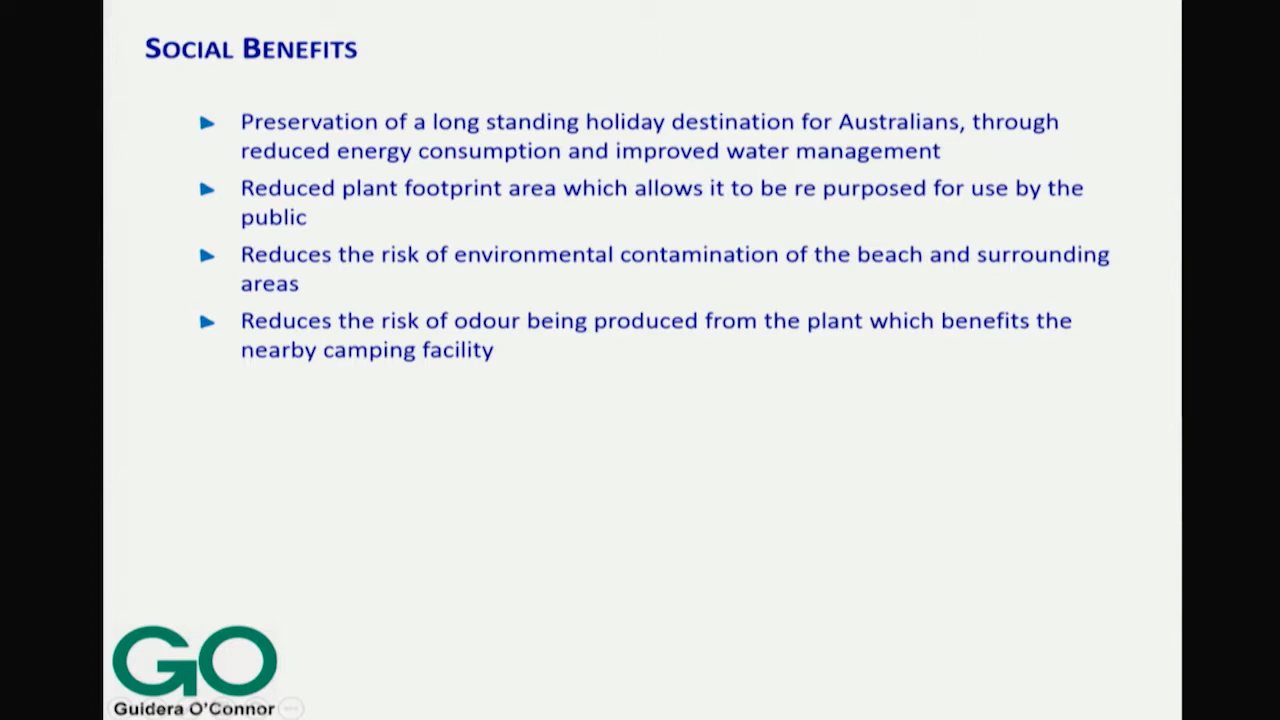 SOCIAL BENEFITS
Preservation of a long standing holiday destination for Australians, through
reduced energy consumption and improved water management
Reduced plant footprint area which allows it to be re purposed for use by the
public
Reduces the risk of environmental contamination of the beach and surrounding
areas
Reduces the risk of odour being produced from the plant which benefits the
nearby camping facility
GO
Guidera O'Connor